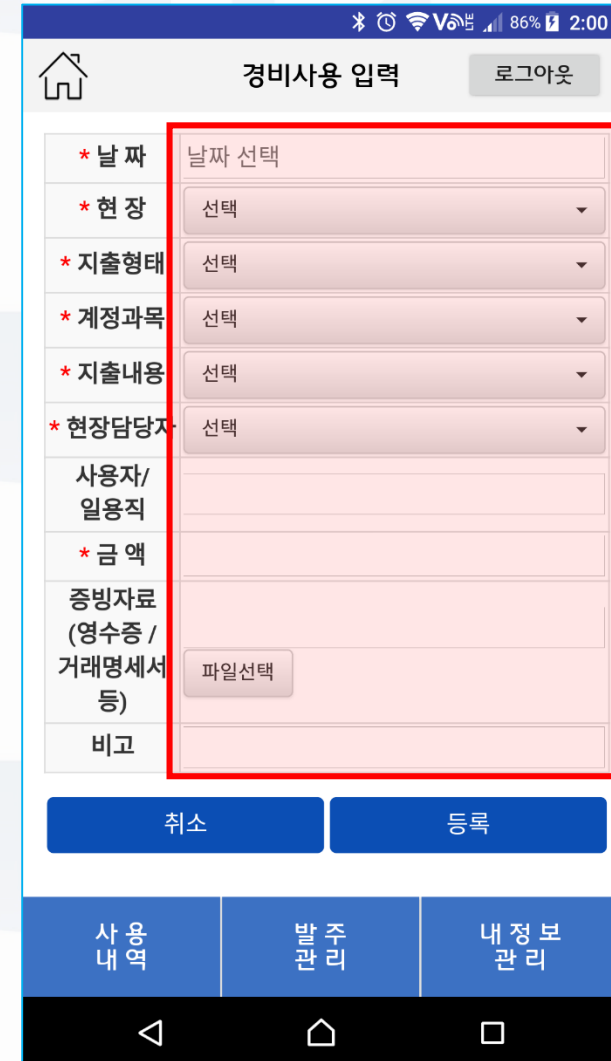 86% 2:00
경비사용 입력 로그아웃
* 날 짜 날짜 선택
* 현 장 선택
* 지출형태 선택
* 계정과목 선택
* 지출내용 선택
* 현장담당자 선택
사용자/
일용직
* 금 액
증빙자료
(영수증 /
거래명세서
등)
파일선택
비고
취소 등록
사 용
내 역
발 주
관 리
내 정 보
관 리